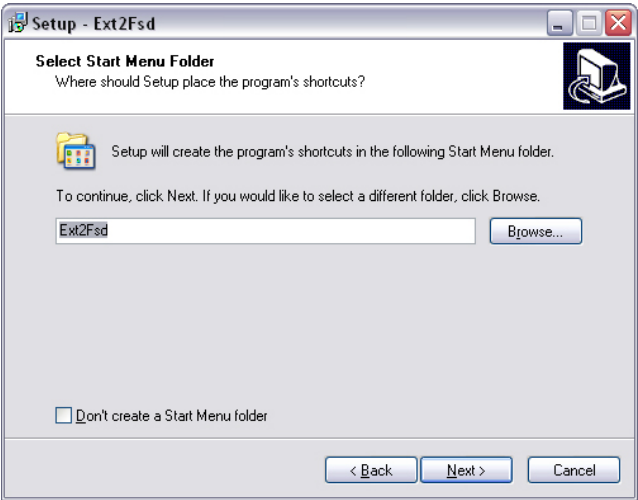 Setup - Ext2Fsd
Select Start Menu Folder
Where should Setup place the program's shortcuts?
Setup will create the program's shortcuts in the following Start Menu folder.
To continue, click Next. If you would like to select a different folder, click Browse.
Ext2Fsd
Browse...
Don't create a Start Menu folder
< Back
Next >
Cancel